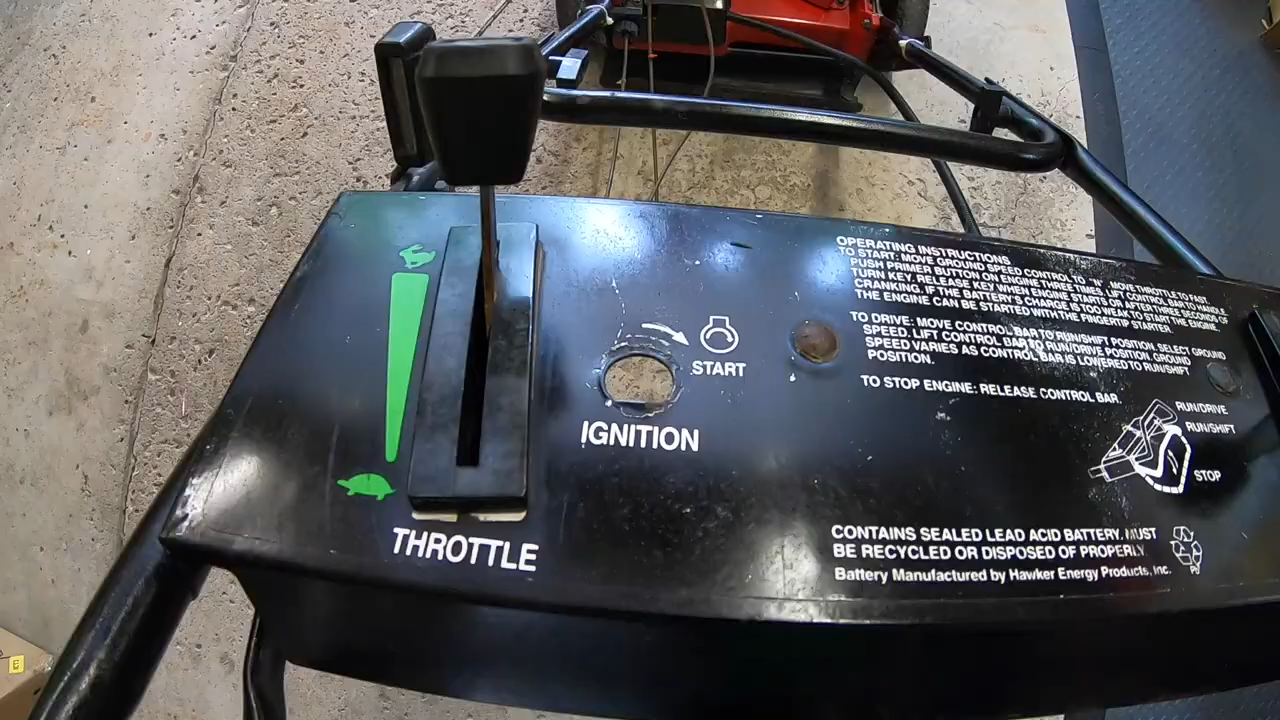 OPERATING INSTRUCTIONS
TO START: MOVE GROUND SPEED CONTROL TO "N", MOVE THROTTLE TO FAST.
PUSH PRIMER BUTTON ON ENGINE THREE TIMES. LIFT CONTROL BAR TO HANDLE.
TURN KEY. RELEASE KEY WHEN ENGINE STARTS OR AFTER THREE SECONDS OF
CRANKING. IF THE BATTERY'S CHARGE IS TOO WEAK TO START THE ENGINE,
THE ENGINE CAN BE STARTED WITH THE FINGERTIP STARTER.
TO DRIVE: MOVE CONTROL BAR TO RUN/SHIFT POSITION. SELECT GROUND
SPEED. LIFT CONTROL BAR TO RUN/DRIVE POSITION. GROUND
SPEED VARIES AS CONTROL BAR IS LOWERED TO RUN/SHIFT
POSITION.
TO STOP ENGINE: RELEASE CONTROL BAR.
RUN/DRIVE
RUN/SHIFT
STOP
START
IGNITION
THROTTLE
CONTAINS SEALED LEAD ACID BATTERY. MUST
BE RECYCLED OR DISPOSED OF PROPERLY.
Battery Manufactured by Hawker Energy Products, Inc.
Pb